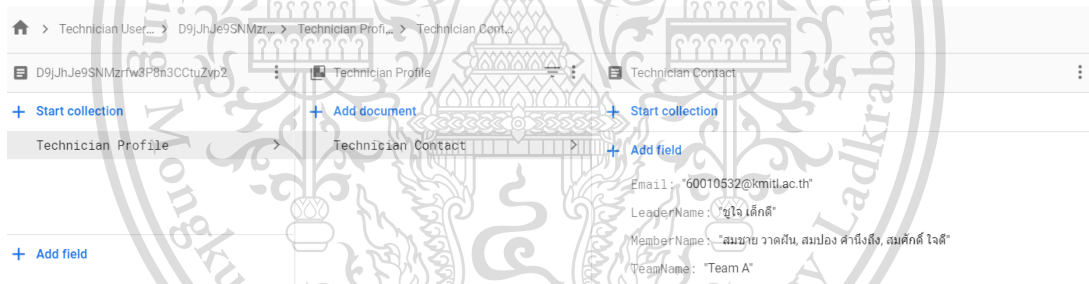 Technician User... > D9jJhJe9SNMzr... > Technician Profi... > Technician Cont...
D9jJhJe9SNMzrfw3P8n3CCtuZvp2 Technician Profile Technician Contact
+ Start collection + Add document + Start collection
Technician Profile > Technician Contact > + Add field
Email: "60010532@kmitl.ac.th"
LeaderName: "ชูใจ เด็กดี"
MemberName: "สมชาย วาดฝัน, สมปอง คำนึงถึง, สมศักดิ์ ใจดี"
+ Add field
TeamName: "Team A"
Mongku
Ladkraba